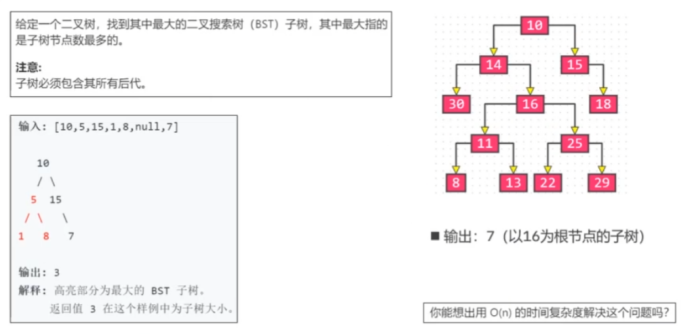 给定一个二叉树，找到其中最大的二叉搜索树（BST）子树，其中最大指的
是子树节点数最多的。
注意:
子树必须包含其所有后代。
输入: [10,5,15,1,8,null,7]
10
/ \
5 15
/ \ \
1 8 7
输出: 3
解释: 高亮部分为最大的 BST 子树。
返回值 3 在这个样例中为子树大小。
10
14 15
30 16 18
11 25
8 13 22 29
■ 输出：7（以16为根节点的子树）
你能想出用 O(n) 的时间复杂度解决这个问题吗？